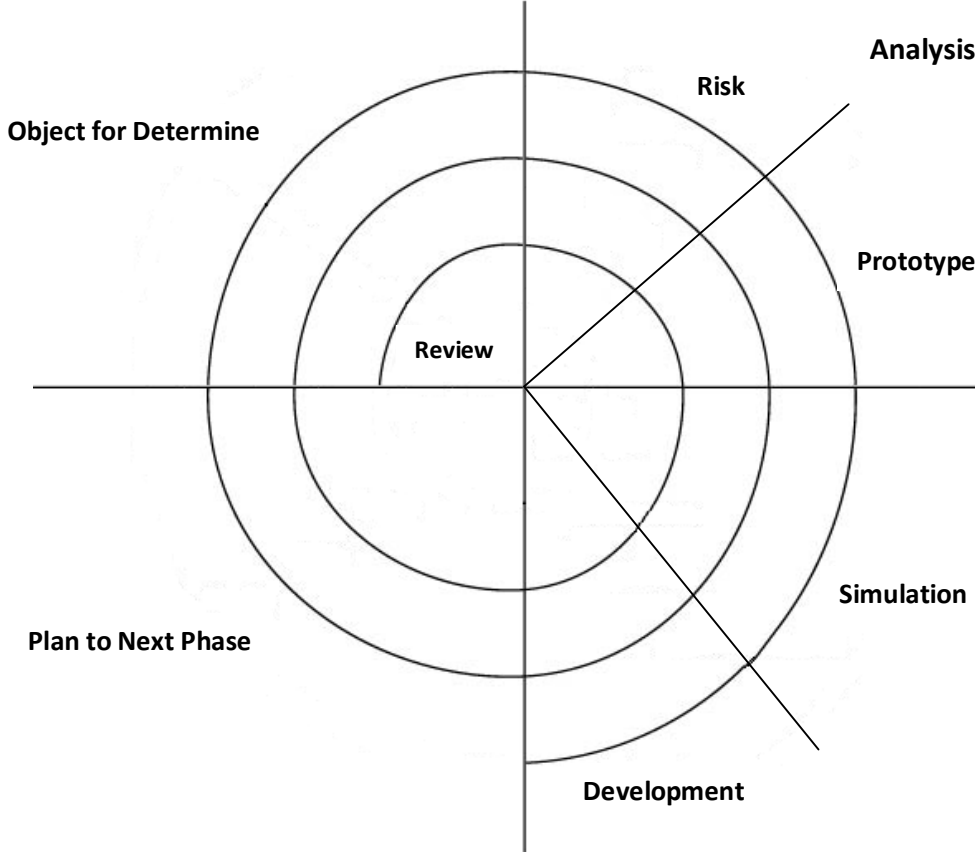 Analysis
Risk
Object for Determine
Prototype
Review
Simulation
Plan to Next Phase
Development